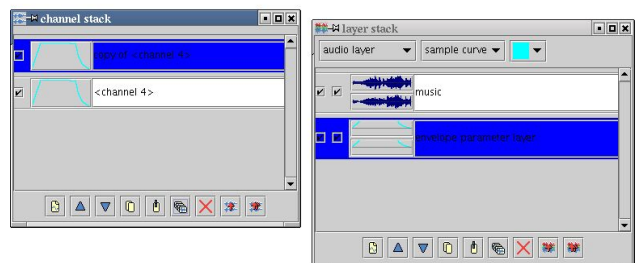 channel stack
copy of <channel 4>
<channel 4>
layer stack
audio layer
sample curve
music
envelope parameter layer